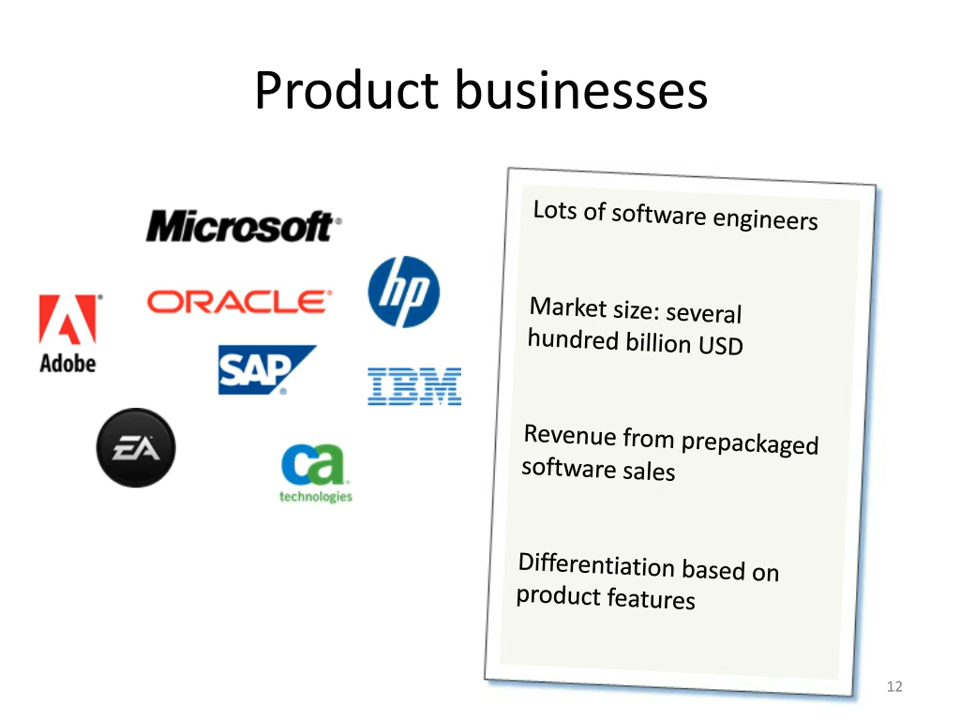 Product businesses
Microsoft®
ORACLE®
hp
Adobe
SAP
IBM
EA
ca
technologies
Lots of software engineers
Market size: several
hundred billion USD
Revenue from prepackaged
software sales
Differentiation based on
product features
12